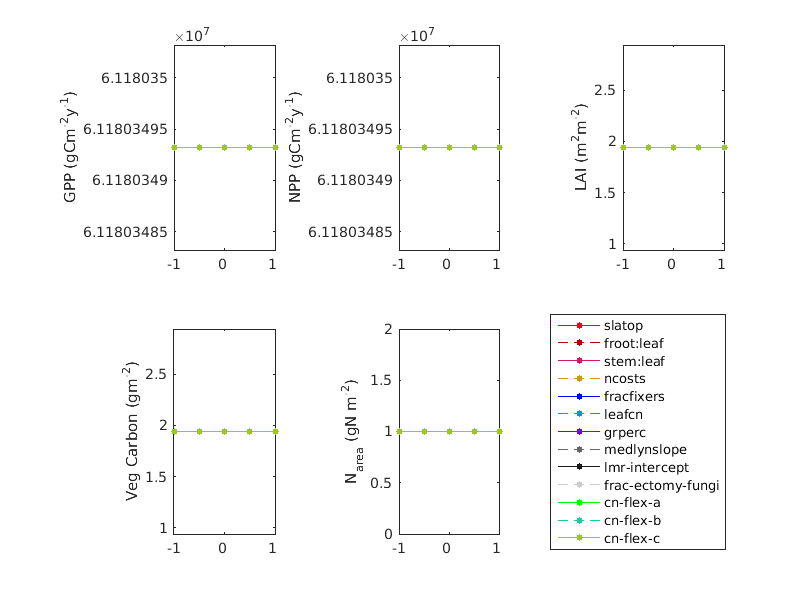 ×10⁷
6.118035
6.11803495
6.1180349
6.11803485
-1 0 1
GPP (gCm⁻²y⁻¹)
×10⁷
6.118035
6.11803495
6.1180349
6.11803485
-1 0 1
NPP (gCm⁻²y⁻¹)
2.5
2
1.5
1
-1 0 1
LAI (m²m⁻²)
2.5
2
1.5
1
-1 0 1
Veg Carbon (gm⁻²)
2
1.5
1
0.5
0
-1 0 1
N_area (gN m⁻²)
slatop
froot:leaf
stem:leaf
ncosts
fracfixers
leafcn
grperc
medlynslope
lmr-intercept
frac-ectomy-fungi
cn-flex-a
cn-flex-b
cn-flex-c